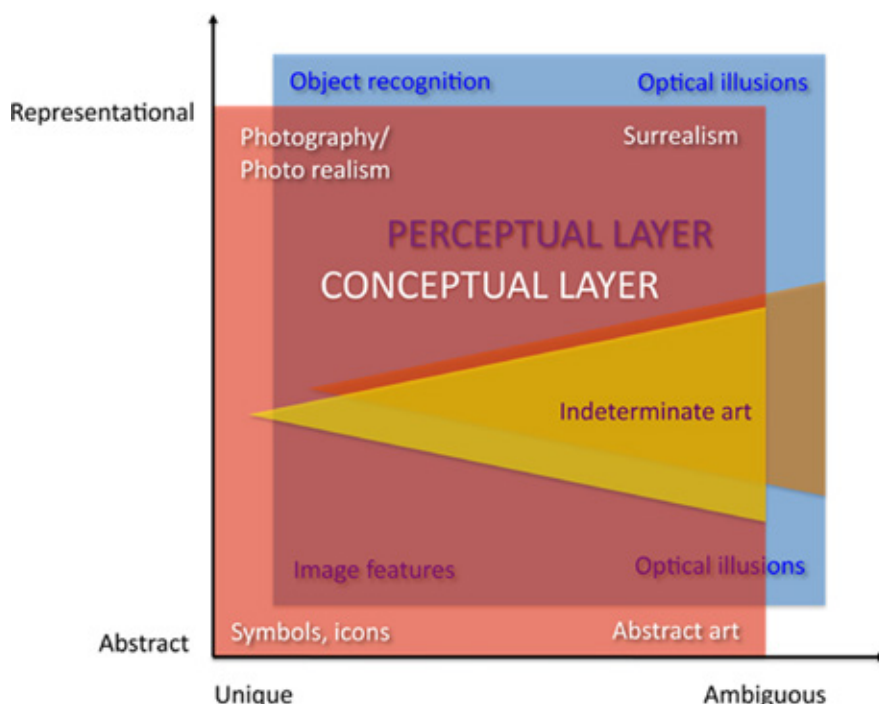 Object recognition
Optical illusions
Representational
Photography/
Photo realism
Surrealism
PERCEPTUAL LAYER
CONCEPTUAL LAYER
Indeterminate art
Image features
Optical illusions
Symbols, icons
Abstract art
Abstract
Unique
Ambiguous